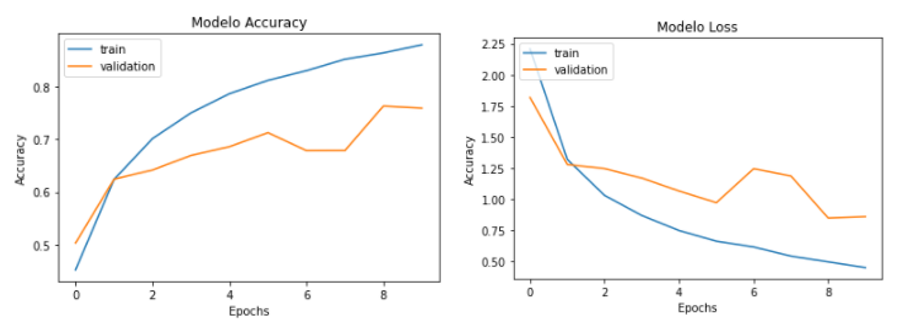 Modelo Accuracy
train
validation
Accuracy
0.8
0.7
0.6
0.5
0
2
4
6
8
Epochs
Modelo Loss
train
validation
Accuracy
2.25
2.00
1.75
1.50
1.25
1.00
0.75
0.50
0
2
4
6
8
Epochs